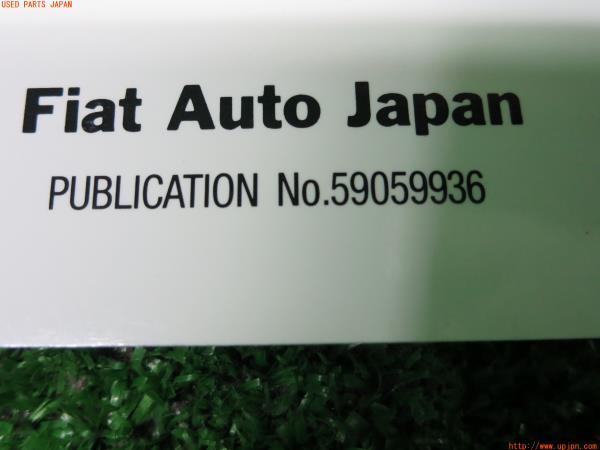 USED PARTS JAPAN
Fiat Auto Japan
PUBLICATION No.59059936
http://www.upjpn.com